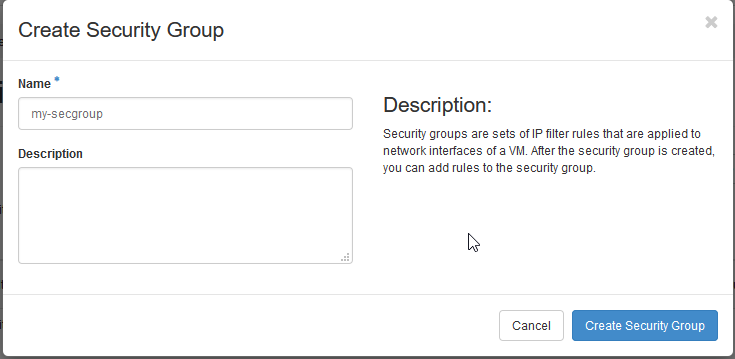 Create Security Group
×
Name *
my-secgroup
Description
Description:
Security groups are sets of IP filter rules that are applied to
network interfaces of a VM. After the security group is created,
you can add rules to the security group.
Cancel
Create Security Group